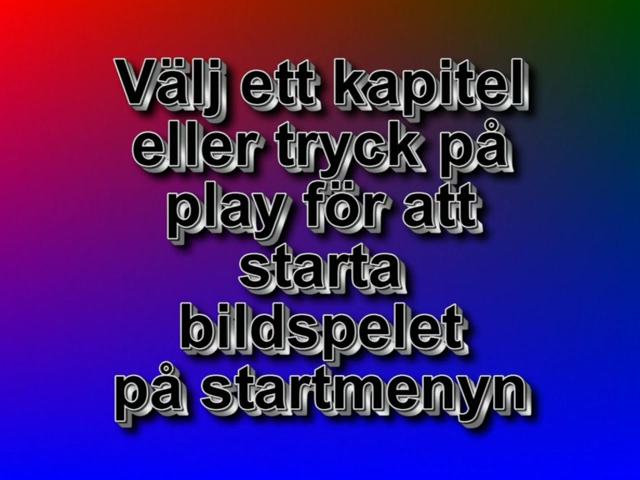 Välj ett kapitel
eller tryck på
play för att
starta
bildspelet
på startmenyn